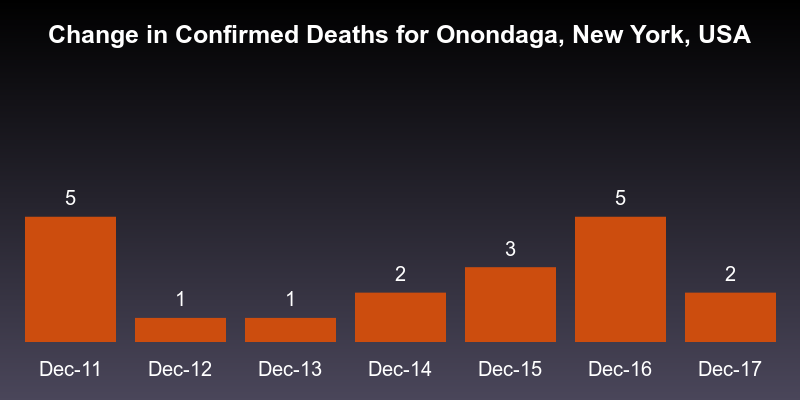 Change in Confirmed Deaths for Onondaga, New York, USA
5
1
1
2
3
5
2
Dec-11
Dec-12
Dec-13
Dec-14
Dec-15
Dec-16
Dec-17